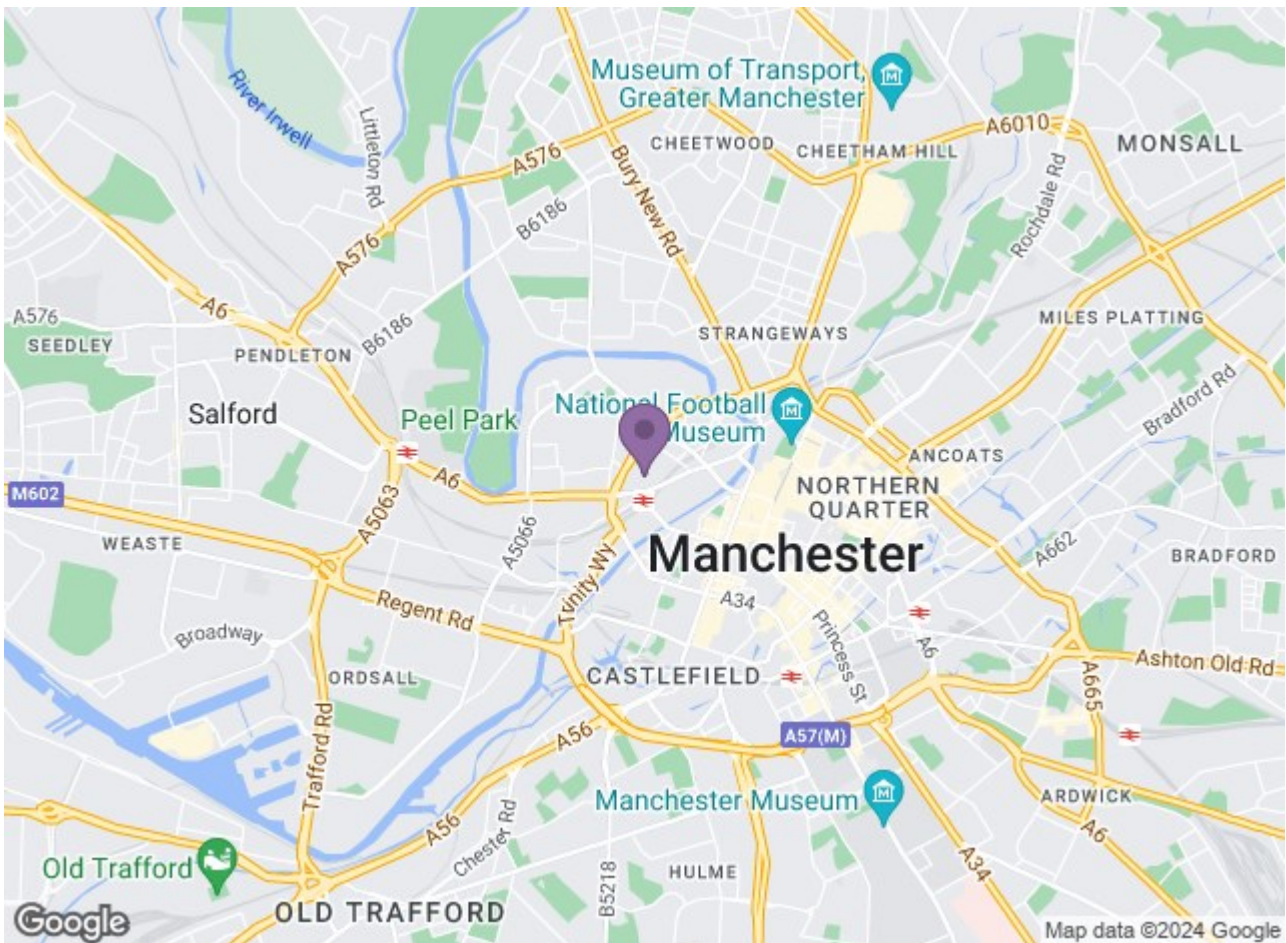 Museum of Transport,
Greater Manchester
River Irwell
Littleton Rd
A576
CHEETWOOD
CHEETHAM HILL
A6010
MONSALL
Bury New Rd
Rochdale Rd
B6186
A576
A6
A576
SEEDLEY
PENDLETON
B6186
STRANGEWAYS
MILES PLATTING
Salford
Peel Park
National Football
Museum
Bradford Rd
ANCOATS
M602
A6
A5063
NORTHERN
QUARTER
WEASTE
A5066
Manchester
A662
BRADFORD
Trinity Wy
Regent Rd
A34
Princess St
A6
Broadway
ORDSALL
CASTLEFIELD
Ashton Old Rd
A665
Trafford Rd
A56
A57(M)
Manchester Museum
ARDWICK
A56
Chester Rd
A6
Old Trafford
B5218
HULME
A34
OLD TRAFFORD
Google
Map data ©2024 Google